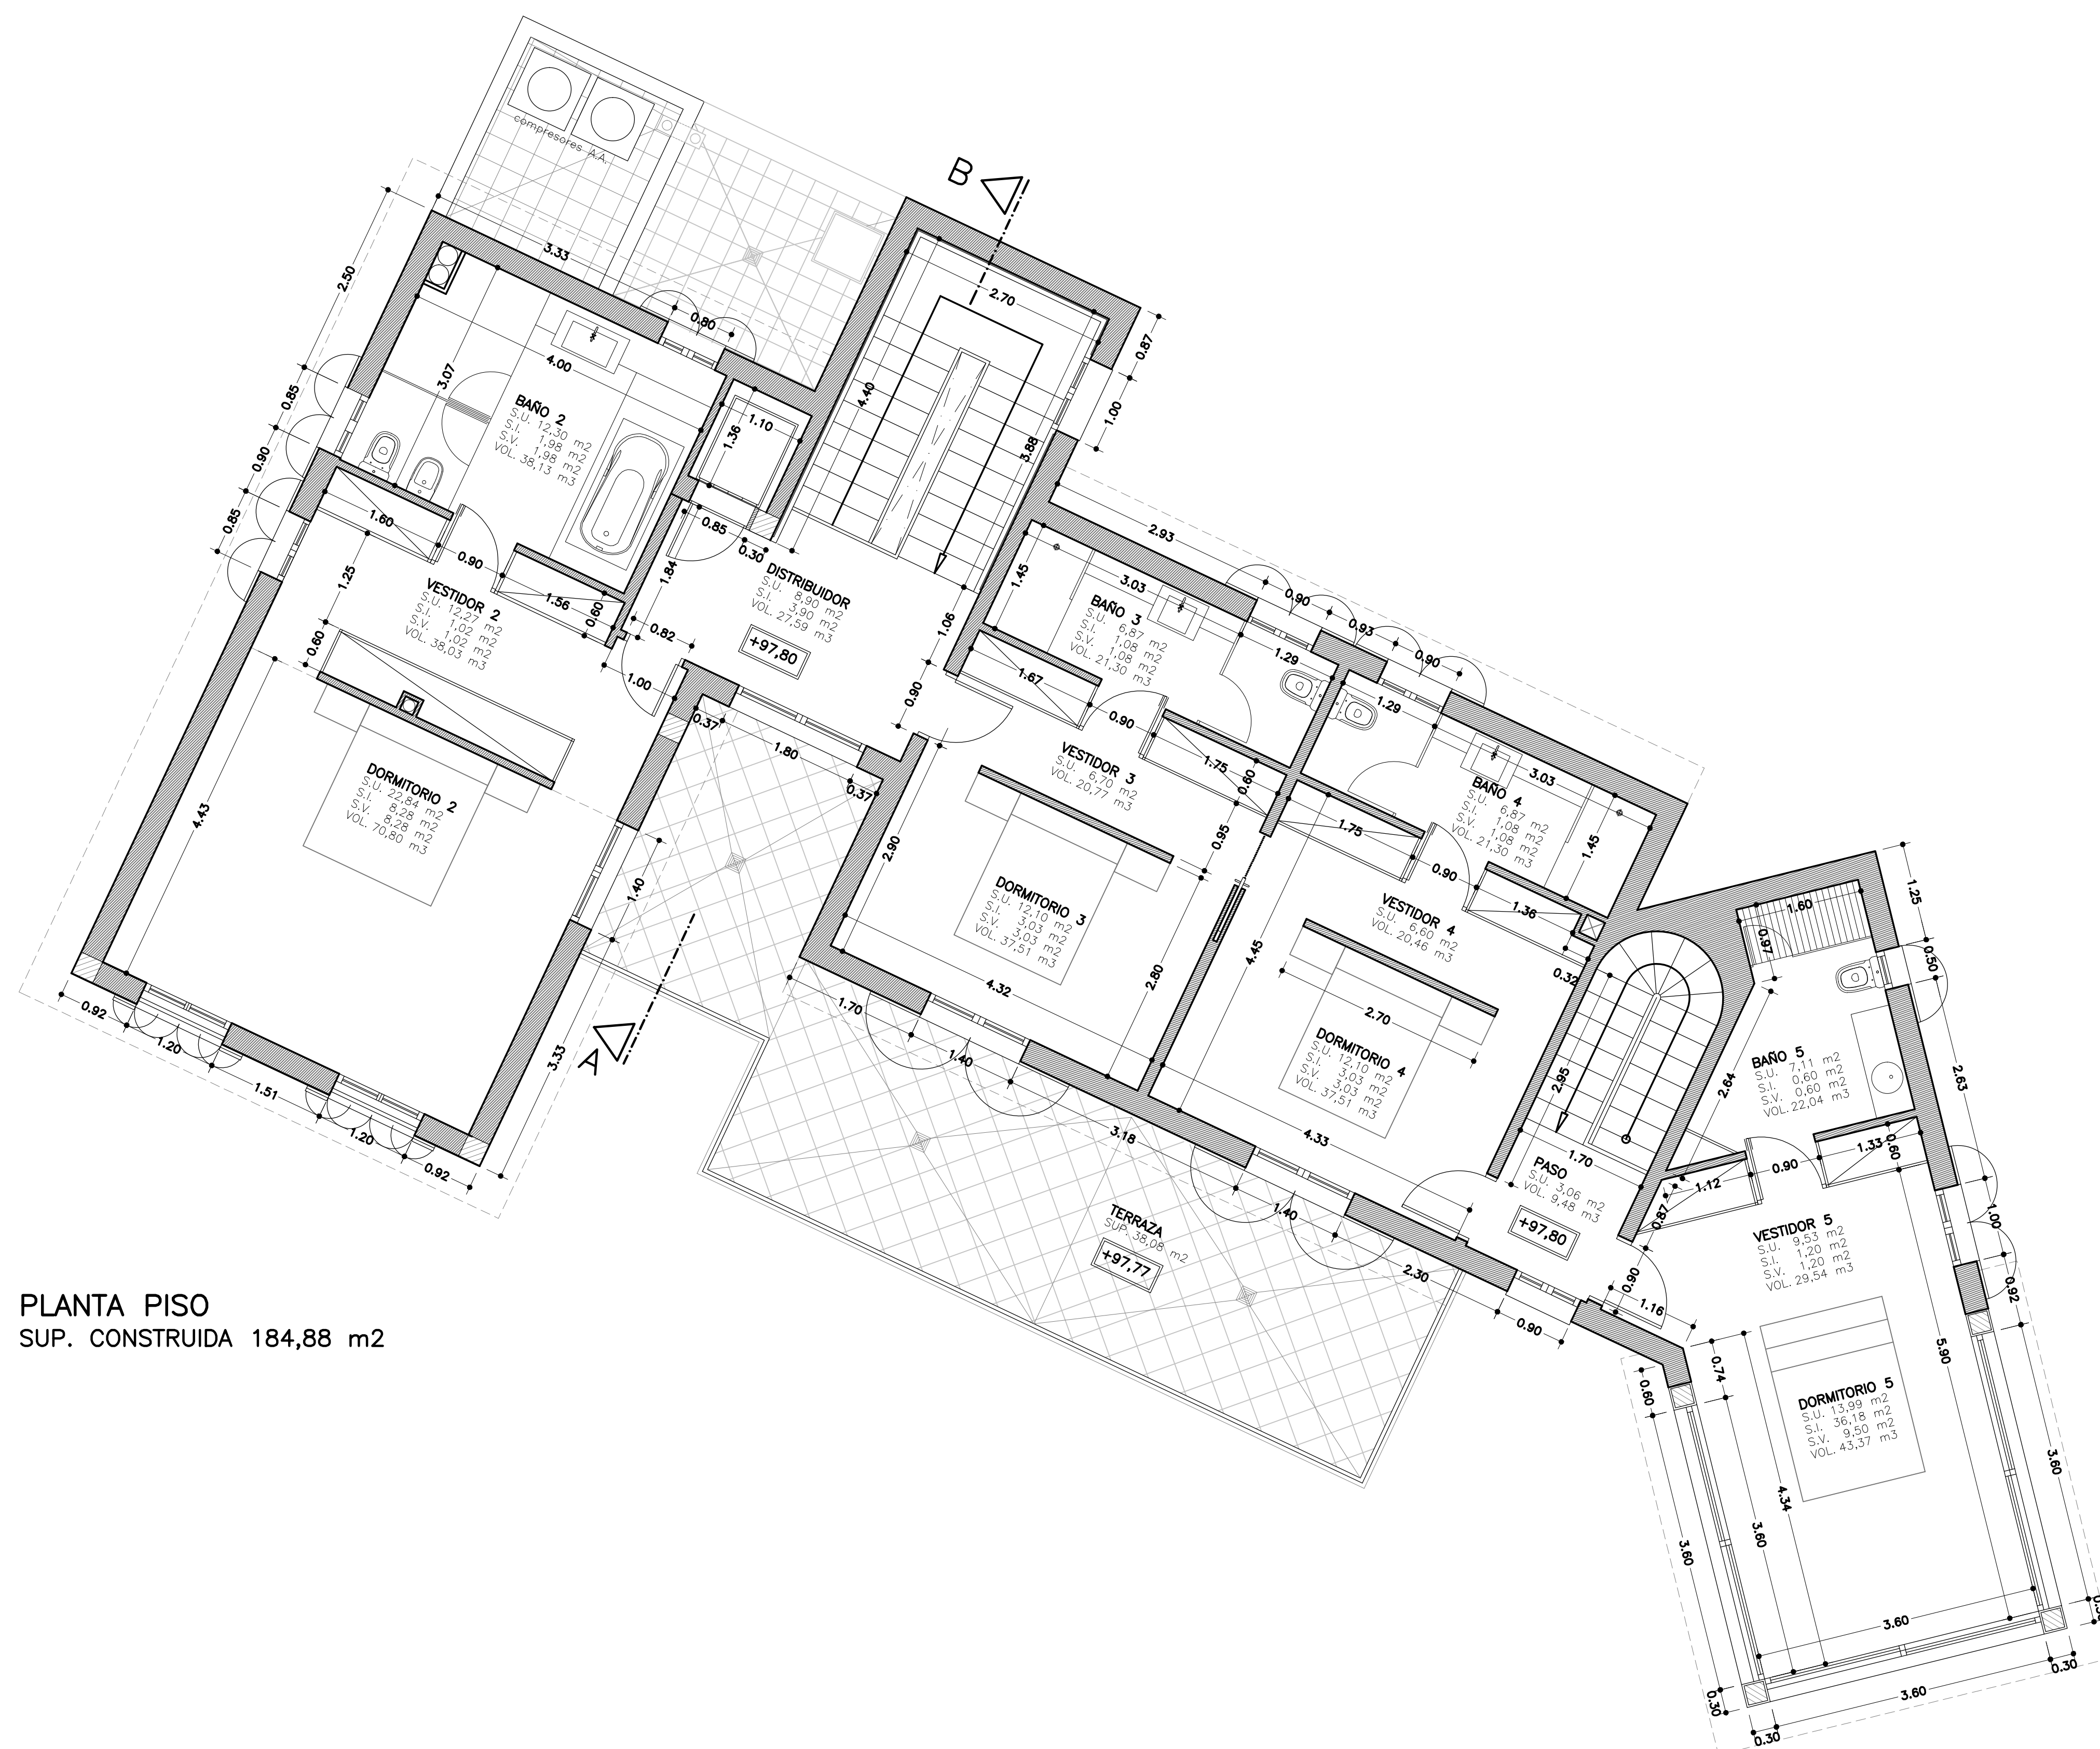 compresores A.A.
B
3.33
2.50
0.80
2.70
0.87
4.00
3.07
4.40
1.00
0.85
1.10
1.36
3.88
BAÑO 2
S.U. 12,30 m2
S.I. 1,98 m2
S.V. 1,98 m2
VOL. 38,13 m3
0.90
0.85
1.60
0.85
0.30
2.93
0.90
1.25
1.84
1.45
3.03
0.90
0.93
0.90
VESTIDOR 2
S.U. 12,27 m2
S.I. 1,02 m2
S.V. 1,02 m2
VOL. 38,03 m3
1.56
0.60
0.82
0.60
1.00
DISTRIBUIDOR
S.U. 8,90 m2
S.I. 3,90 m2
VOL. 27,59 m3
+97,80
1.06
0.90
BAÑO 3
S.U. 6,87 m2
S.I. 1,08 m2
S.V. 1,08 m2
VOL. 21,30 m3
1.29
1.29
1.67
0.90
1.75
0.60
0.95
VESTIDOR 3
S.U. 6,70 m2
VOL. 20,77 m3
0.37
1.80
0.37
3.03
BAÑO 4
S.U. 6,87 m2
S.I. 1,08 m2
S.V. 1,08 m2
VOL. 21,30 m3
1.45
1.75
0.90
1.36
0.32
DORMITORIO 2
S.U. 22,84 m2
S.I. 8,28 m2
S.V. 8,28 m2
VOL. 70,80 m3
4.43
1.40
2.90
DORMITORIO 3
S.U. 12,10 m2
S.I. 3,03 m2
S.V. 3,03 m2
VOL. 37,51 m3
4.32
2.80
4.45
VESTIDOR 4
S.U. 6,60 m2
VOL. 20,46 m3
2.70
DORMITORIO 4
S.U. 12,10 m2
S.I. 3,03 m2
S.V. 3,03 m2
VOL. 37,51 m3
4.33
1.60
0.97
1.25
0.50
2.63
2.64
BAÑO 5
S.U. 7,11 m2
S.I. 0,60 m2
S.V. 0,60 m2
VOL. 22,04 m3
2.95
1.70
1.12
0.90
1.33
0.60
0.87
0.92
1.20
1.51
1.20
0.92
3.33
A
1.70
1.40
3.18
1.40
2.30
0.90
PASO
S.U. 3,06 m2
VOL. 9,48 m3
+97,80
0.90
1.16
TERRAZA
SUP. 38,08 m2
+97,77
VESTIDOR 5
S.U. 9,53 m2
S.I. 1,20 m2
S.V. 1,20 m2
VOL. 29,54 m3
1.00
0.92
5.90
0.74
0.60
DORMITORIO 5
S.U. 13,99 m2
S.I. 36,18 m2
S.V. 9,50 m2
VOL. 43,37 m3
3.60
4.34
3.60
3.60
3.60
0.30
3.60
0.30
0.30
PLANTA PISO
SUP. CONSTRUIDA 184,88 m2